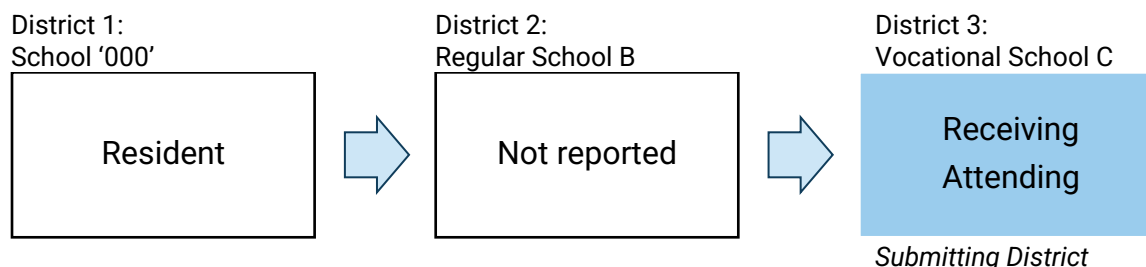 District 1:
School ‘000’
Resident
District 2:
Regular School B
Not reported
District 3:
Vocational School C
Receiving
Attending
Submitting District